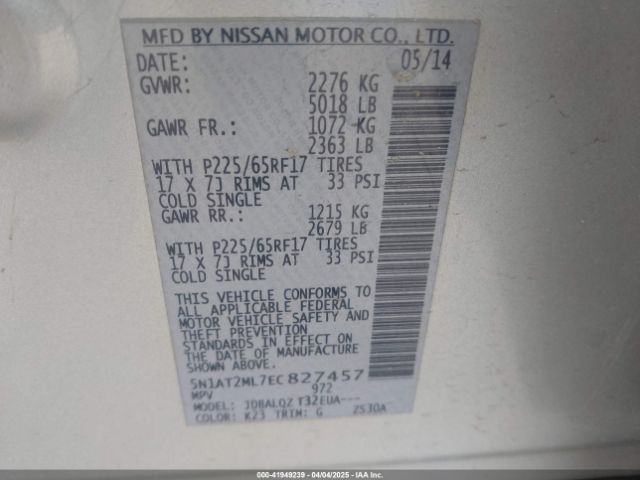 MFD BY NISSAN MOTOR CO., LTD.
DATE: 05/14
GVWR: 2276 KG
5018 LB
GAWR FR.: 1072 KG
2363 LB
WITH P225/65RF17 TIRES
17 X 7J RIMS AT 33 PSI
COLD SINGLE
GAWR RR.: 1215 KG
2679 LB
WITH P225/65RF17 TIRES
17 X 7J RIMS AT 33 PSI
COLD SINGLE
THIS VEHICLE CONFORMS TO
ALL APPLICABLE FEDERAL
MOTOR VEHICLE SAFETY AND
THEFT PREVENTION
STANDARDS IN EFFECT ON
THE DATE OF MANUFACTURE
SHOWN ABOVE.
5N1AT2ML7EC827457
MPV 972
MODEL: JDBALQZ T32EUA---
COLOR: K23 TRIM: G Z530A
000-41949239 - 04/04/2025 - IAAI.COM